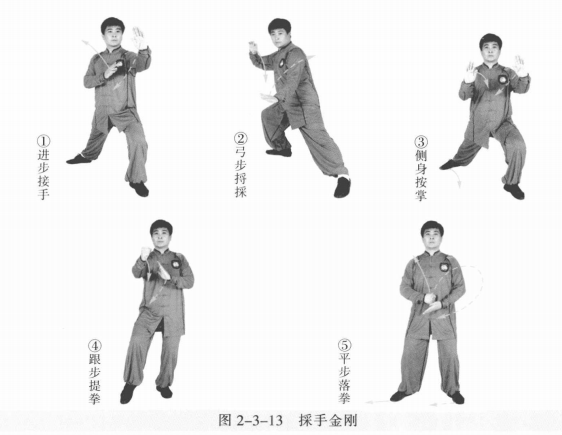 ①进步接手
②弓步捋採
③侧身按掌
④跟步提拳
⑤平步落拳
图 2-3-13 採手金刚